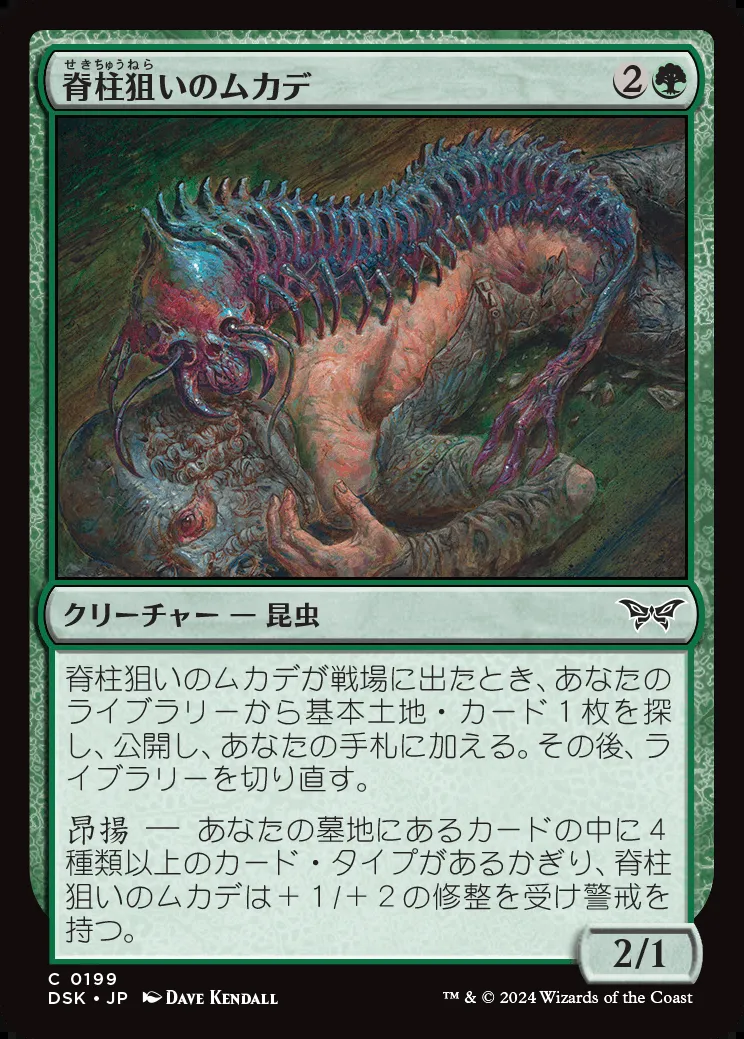 せきちゅうねら
脊柱狙いのムカデ
2
クリーチャー — 昆虫
脊柱狙いのムカデが戦場に出たとき、あなたの
ライブラリーから基本土地・カード１枚を探
し、公開し、あなたの手札に加える。その後、ラ
イブラリーを切り直す。
昂揚 — あなたの墓地にあるカードの中に４
種類以上のカード・タイプがあるかぎり、脊柱
狙いのムカデは＋１/＋２の修整を受け警戒を
持つ。
2/1
C 0199
DSK • JP DAVE KENDALL
™ & © 2024 Wizards of the Coast